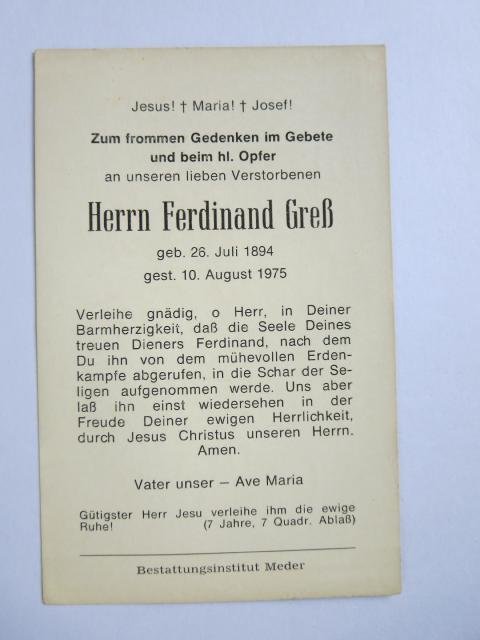 Jesus! † Maria! † Josef!
Zum frommen Gedenken im Gebete
und beim hl. Opfer
an unseren lieben Verstorbenen
Herrn Ferdinand Greß
geb. 26. Juli 1894
gest. 10. August 1975
Verleihe gnädig, o Herr, in Deiner
Barmherzigkeit, daß die Seele Deines
treuen Dieners Ferdinand, nach dem
Du ihn von dem mühevollen Erden-
kampfe abgerufen, in die Schar der Se-
ligen aufgenommen werde. Uns aber
laß ihn einst wiedersehen in der
Freude Deiner ewigen Herrlichkeit,
durch Jesus Christus unseren Herrn.
Amen.
Vater unser – Ave Maria
Gütigster Herr Jesu verleihe ihm die ewige
Ruhe! (7 Jahre, 7 Quadr. Ablaß)
Bestattungsinstitut Meder